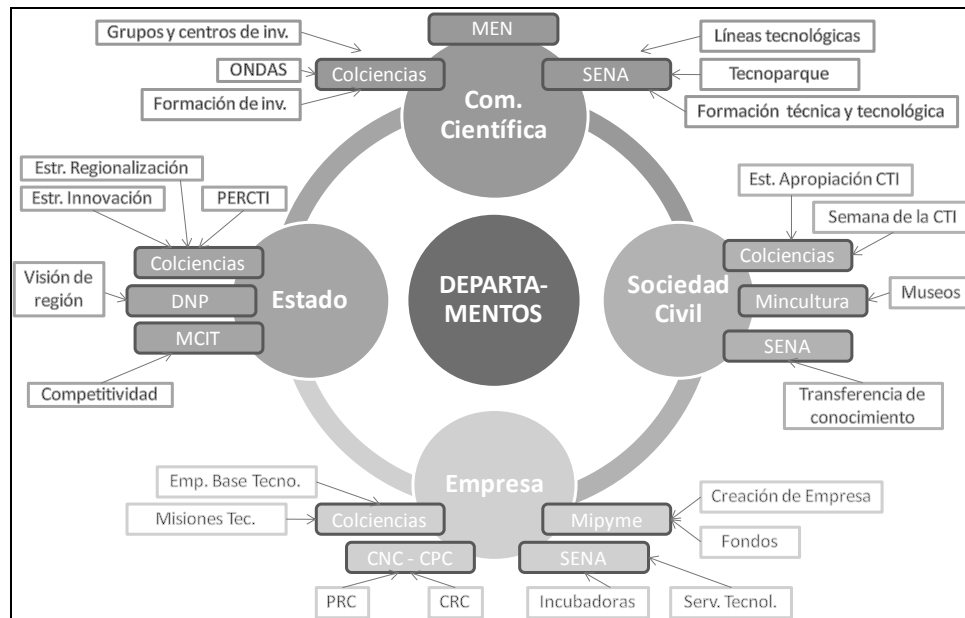 MEN
Grupos y centros de inv.
Líneas tecnológicas
ONDAS
Colciencias
SENA
Tecnoparque
Formación de inv.
Formación técnica y tecnológica
Com.
Científica
Estr. Regionalización
Estr. Innovación
PERCTI
Est. Apropiación CTI
Semana de la CTI
Colciencias
Visión de
región
DNP
MCIT
Estado
Competitividad
DEPARTA-
MENTOS
Sociedad
Civil
Colciencias
Mincultura
Museos
SENA
Transferencia de
conocimiento
Empresa
Emp. Base Tecno.
Misiones Tec.
Colciencias
CNC - CPC
PRC
CRC
Mipyme
Creación de Empresa
Fondos
SENA
Incubadoras
Serv. Tecnol.